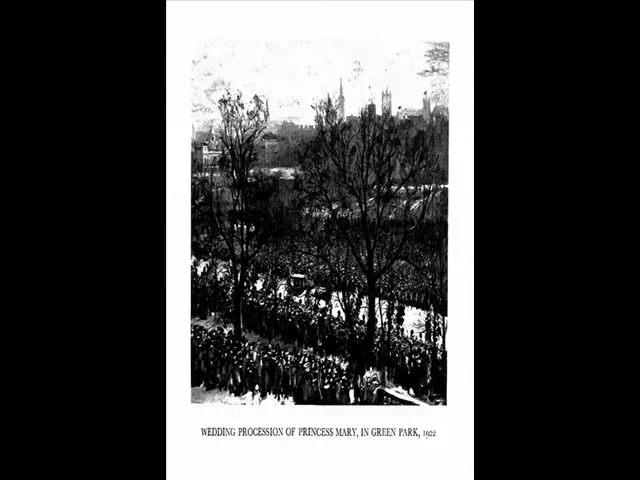 WEDDING PROCESSION OF PRINCESS MARY, IN GREEN PARK, 1922